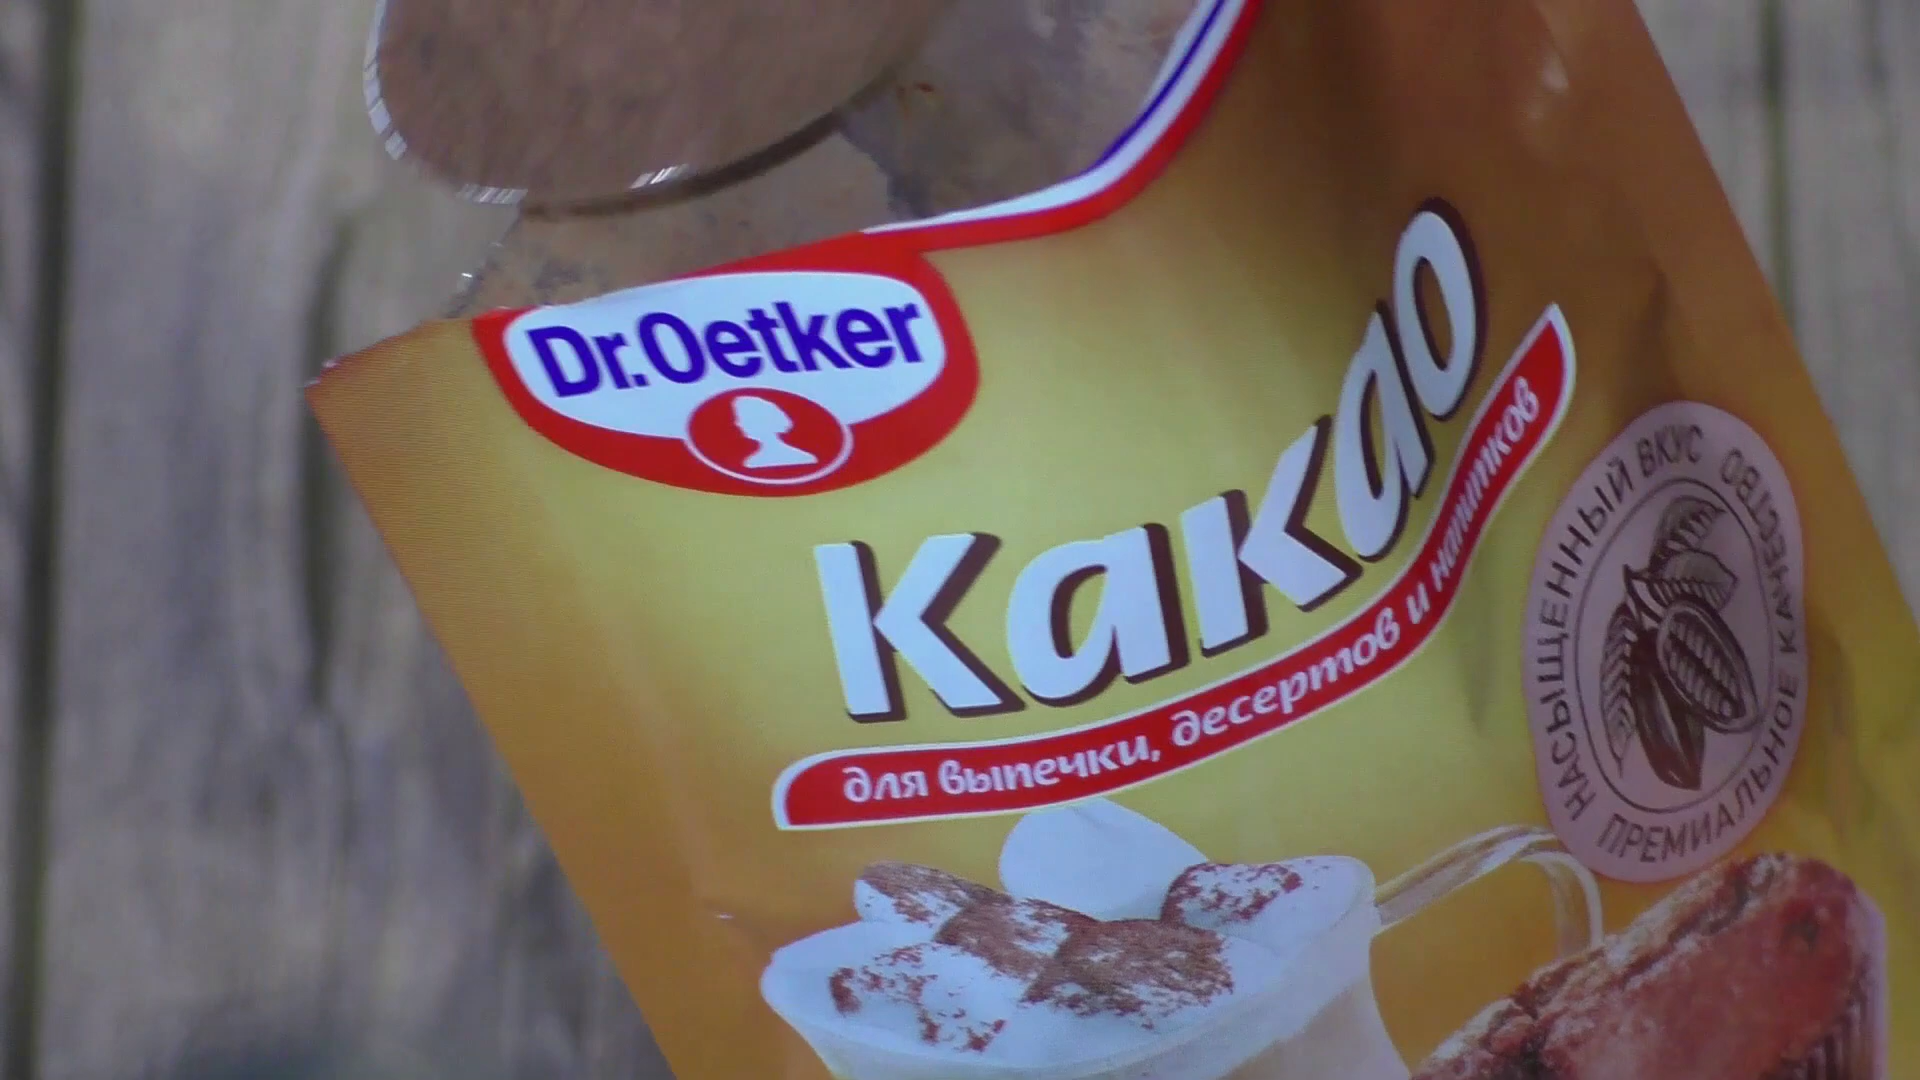 Dr.Oetker
Какао
для выпечки, десертов и напитков
НАСЫЩЕННЫЙ ВКУС
ПРЕМИАЛЬНОЕ КАЧЕСТВО